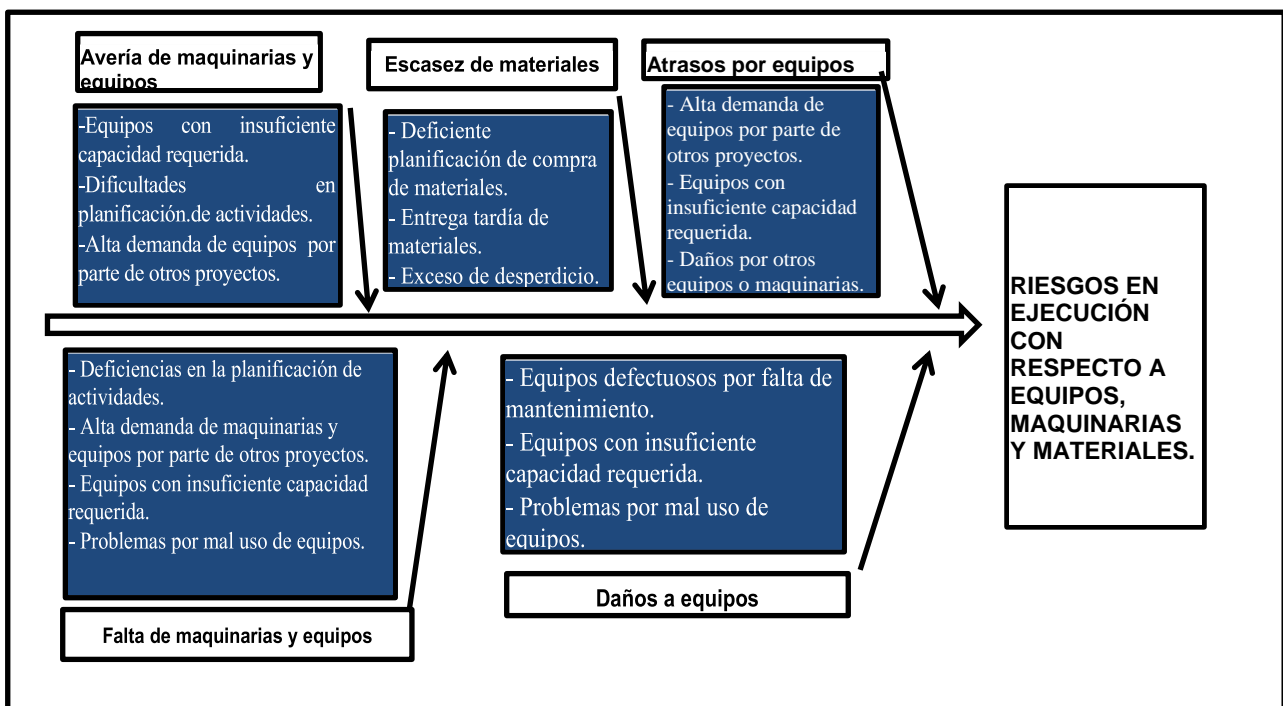 Avería de maquinarias y
equipos
-Equipos con insuficiente
capacidad requerida.
-Dificultades en
planificación.de actividades.
-Alta demanda de equipos por
parte de otros proyectos.
Escasez de materiales
- Deficiente
planificación de compra
de materiales.
- Entrega tardía de
materiales.
- Exceso de desperdicio.
Atrasos por equipos
- Alta demanda de
equipos por parte de
otros proyectos.
- Equipos con
insuficiente capacidad
requerida.
- Daños por otros
equipos o maquinarias.
- Deficiencias en la planificación de
actividades.
- Alta demanda de maquinarias y
equipos por parte de otros proyectos.
- Equipos con insuficiente capacidad
requerida.
- Problemas por mal uso de equipos.
Falta de maquinarias y equipos
- Equipos defectuosos por falta de
mantenimiento.
- Equipos con insuficiente
capacidad requerida.
- Problemas por mal uso de
equipos.
Daños a equipos
RIESGOS EN
EJECUCIÓN
CON
RESPECTO A
EQUIPOS,
MAQUINARIAS
Y MATERIALES.